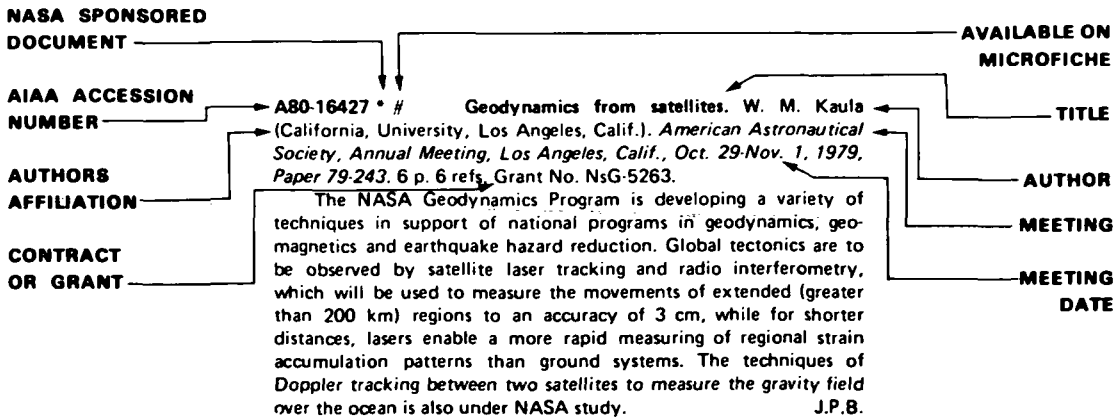 NASA SPONSORED
DOCUMENT
AVAILABLE ON
MICROFICHE
AIAA ACCESSION
NUMBER
TITLE
AUTHORS
AFFILIATION
AUTHOR
MEETING
CONTRACT
OR GRANT
MEETING
DATE
A80-16427 * # Geodynamics from satellites. W. M. Kaula
(California, University, Los Angeles, Calif.). American Astronautical
Society, Annual Meeting, Los Angeles, Calif., Oct. 29-Nov. 1, 1979,
Paper 79-243. 6 p. 6 refs. Grant No. NsG-5263.
The NASA Geodynamics Program is developing a variety of
techniques in support of national programs in geodynamics, geo-
magnetics and earthquake hazard reduction. Global tectonics are to
be observed by satellite laser tracking and radio interferometry,
which will be used to measure the movements of extended (greater
than 200 km) regions to an accuracy of 3 cm, while for shorter
distances, lasers enable a more rapid measuring of regional strain
accumulation patterns than ground systems. The techniques of
Doppler tracking between two satellites to measure the gravity field
over the ocean is also under NASA study. J.P.B.